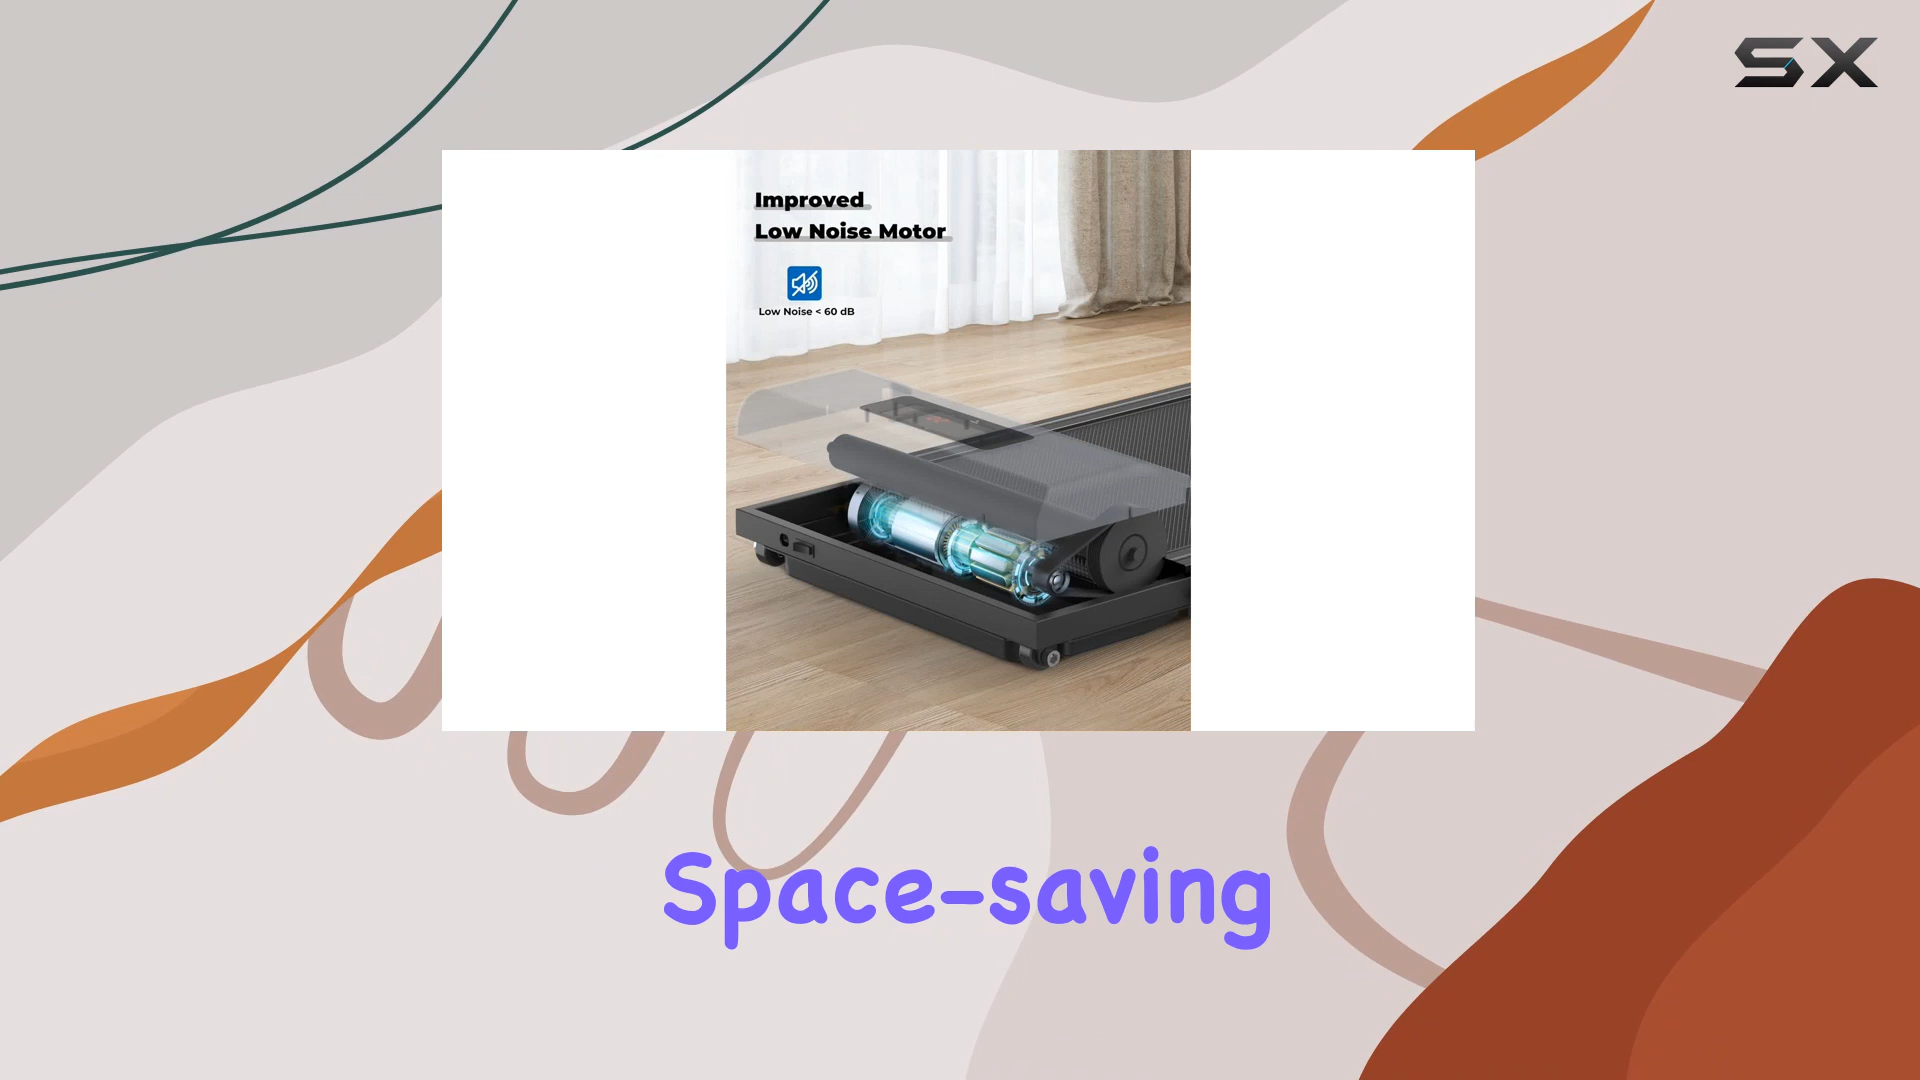 SX
Improved
Low Noise Motor
Low Noise < 60 dB
Space-saving